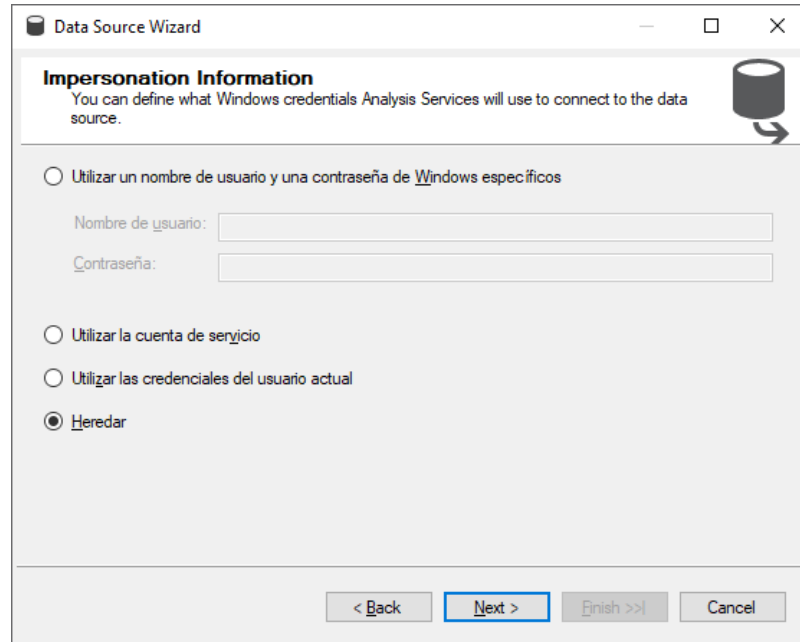 Data Source Wizard
Impersonation Information
You can define what Windows credentials Analysis Services will use to connect to the data
source.
Utilizar un nombre de usuario y una contraseña de Windows específicos
Nombre de usuario:
Contraseña:
Utilizar la cuenta de servicio
Utilizar las credenciales del usuario actual
Heredar
< Back Next > Finish >>| Cancel